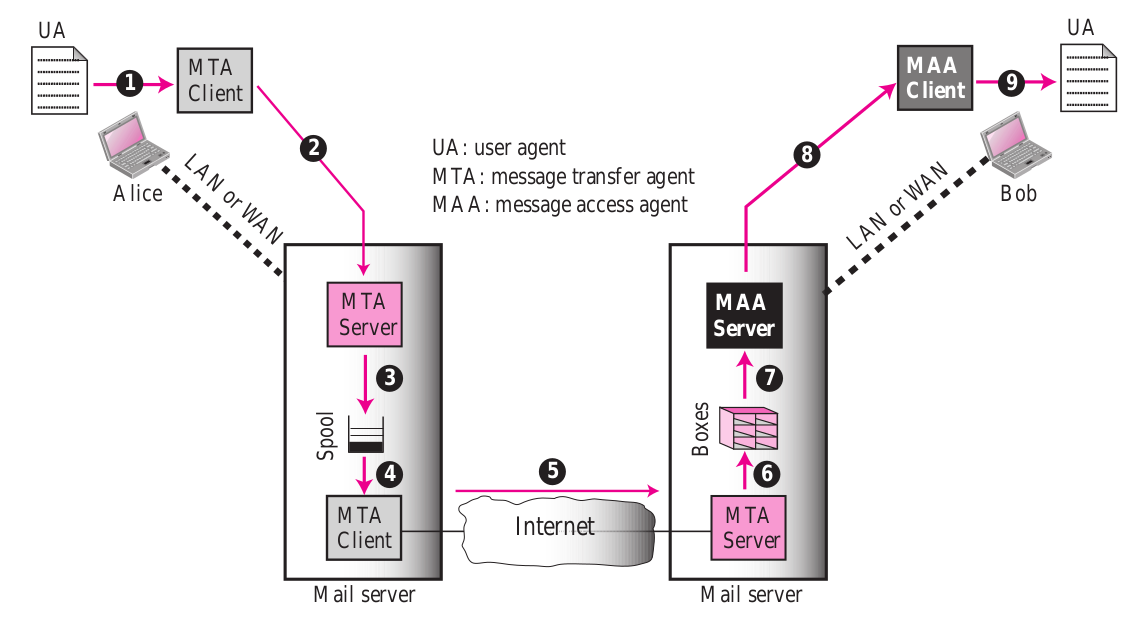 UA
1
MTA
Client
2
Alice
LAN or WAN
UA: user agent
MTA: message transfer agent
MAA: message access agent
UA
MAA
Client
9
8
Bob
LAN or WAN
MTA
Server
3
Spool
4
MTA
Client
Mail server
5
Internet
MAA
Server
7
Boxes
6
MTA
Server
Mail server